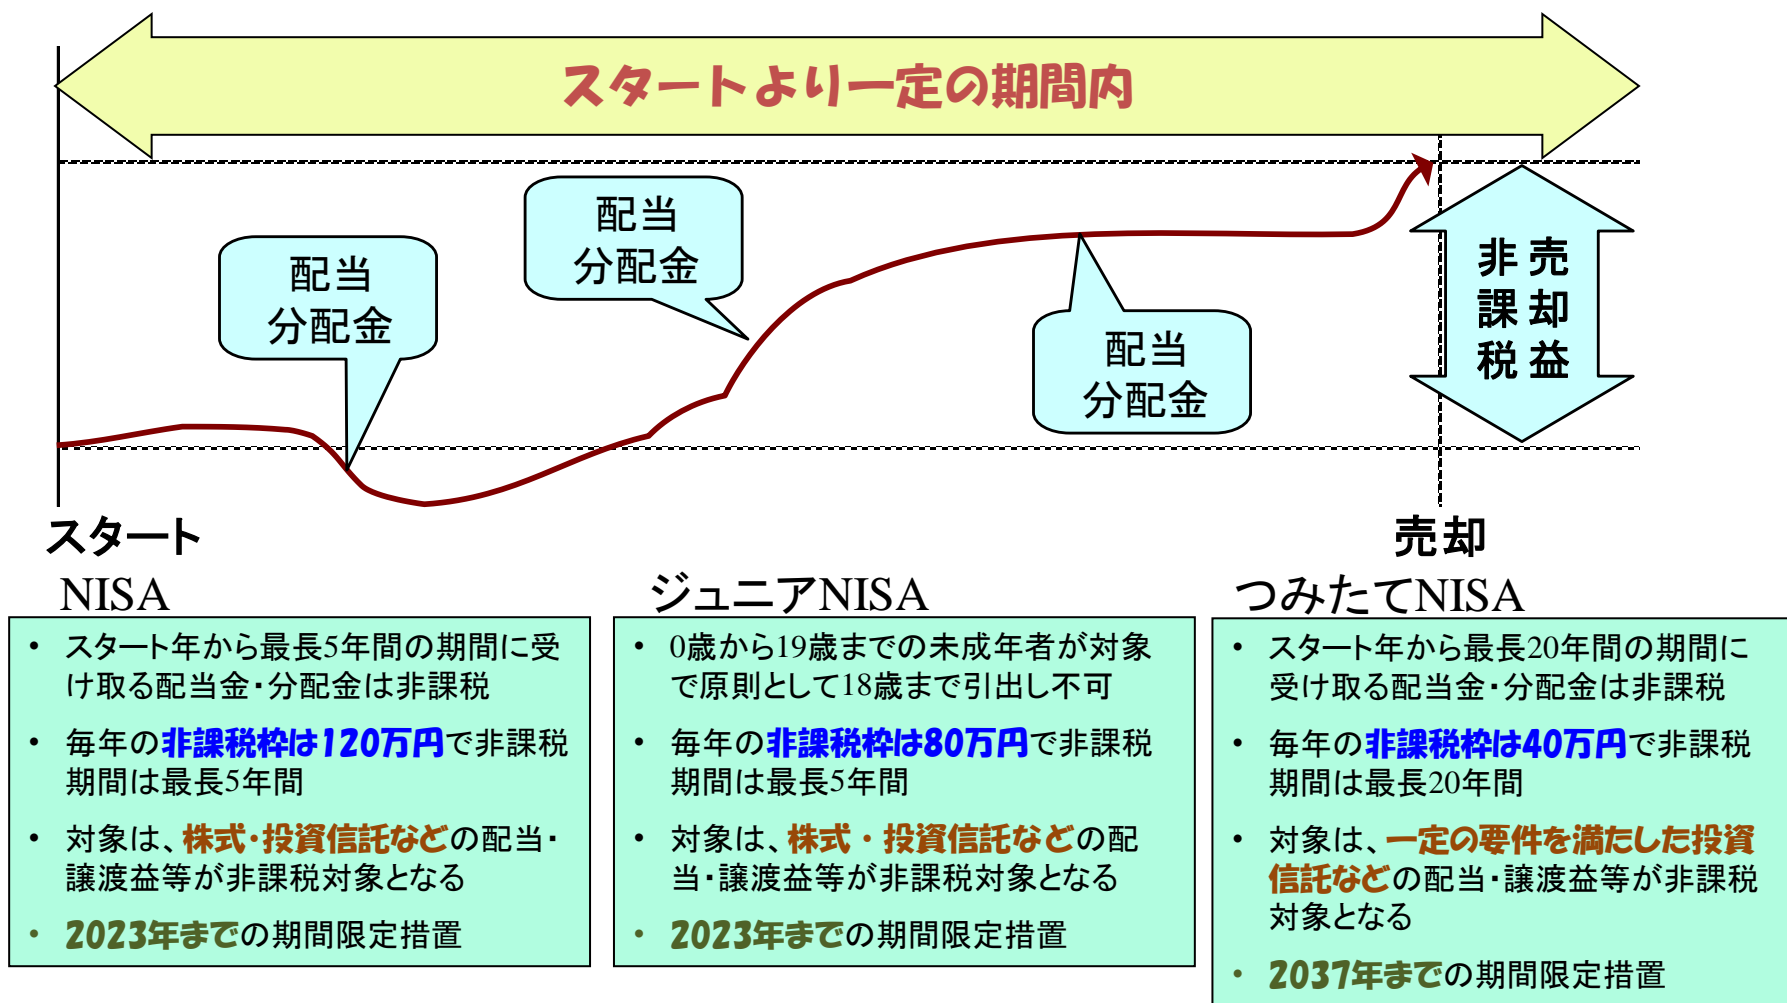 スタートより一定の期間内
配当
分配金
配当
分配金
配当
分配金
売却益
非課税
スタート
売却
NISA
• スタート年から最長5年間の期間に受
け取る配当金・分配金は非課税
• 毎年の非課税枠は120万円で非課税
期間は最長5年間
• 対象は、株式・投資信託などの配当・
譲渡益等が非課税対象となる
• 2023年までの期間限定措置
ジュニアNISA
• 0歳から19歳までの未成年者が対象
で原則として18歳まで引出し不可
• 毎年の非課税枠は80万円で非課税
期間は最長5年間
• 対象は、株式・投資信託などの配
当・譲渡益等が非課税対象となる
• 2023年までの期間限定措置
つみたてNISA
• スタート年から最長20年間の期間に
受け取る配当金・分配金は非課税
• 毎年の非課税枠は40万円で非課税
期間は最長20年間
• 対象は、一定の要件を満たした投資
信託などの配当・譲渡益等が非課税
対象となる
• 2037年までの期間限定措置